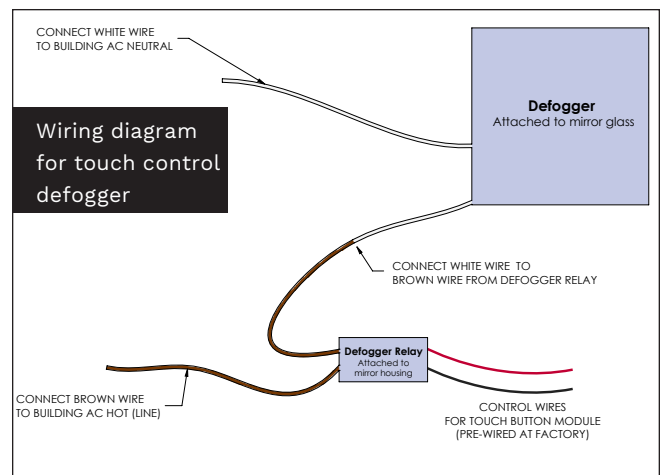 CONNECT WHITE WIRE
TO BUILDING AC NEUTRAL
Defogger
Attached to mirror glass
Wiring diagram
for touch control
defogger
CONNECT WHITE WIRE TO
BROWN WIRE FROM DEFOGGER RELAY
Defogger Relay
Attached to
mirror housing
CONNECT BROWN WIRE
TO BUILDING AC HOT (LINE)
CONTROL WIRES
FOR TOUCH BUTTON MODULE
(PRE-WIRED AT FACTORY)